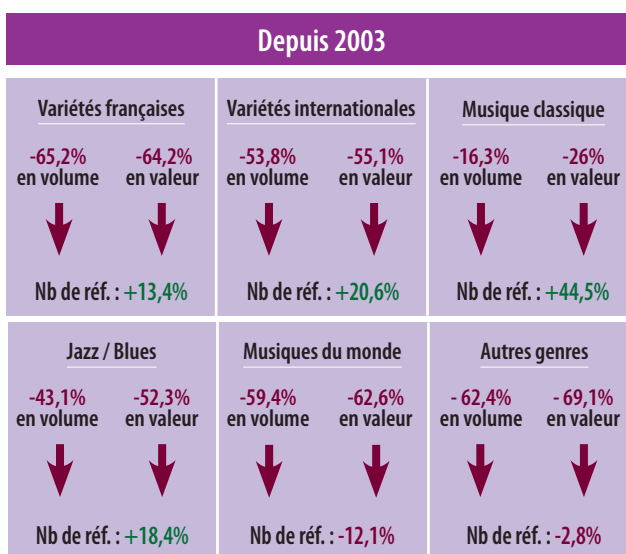 Depuis 2003
Variétés françaises
-65,2% -64,2%
en volume en valeur
Nb de réf. : +13,4%
Variétés internationales
-53,8% -55,1%
en volume en valeur
Nb de réf. : +20,6%
Musique classique
-16,3% -26%
en volume en valeur
Nb de réf. : +44,5%
Jazz / Blues
-43,1% -52,3%
en volume en valeur
Nb de réf. : +18,4%
Musiques du monde
-59,4% -62,6%
en volume en valeur
Nb de réf. : -12,1%
Autres genres
- 62,4% - 69,1%
en volume en valeur
Nb de réf. : -2,8%